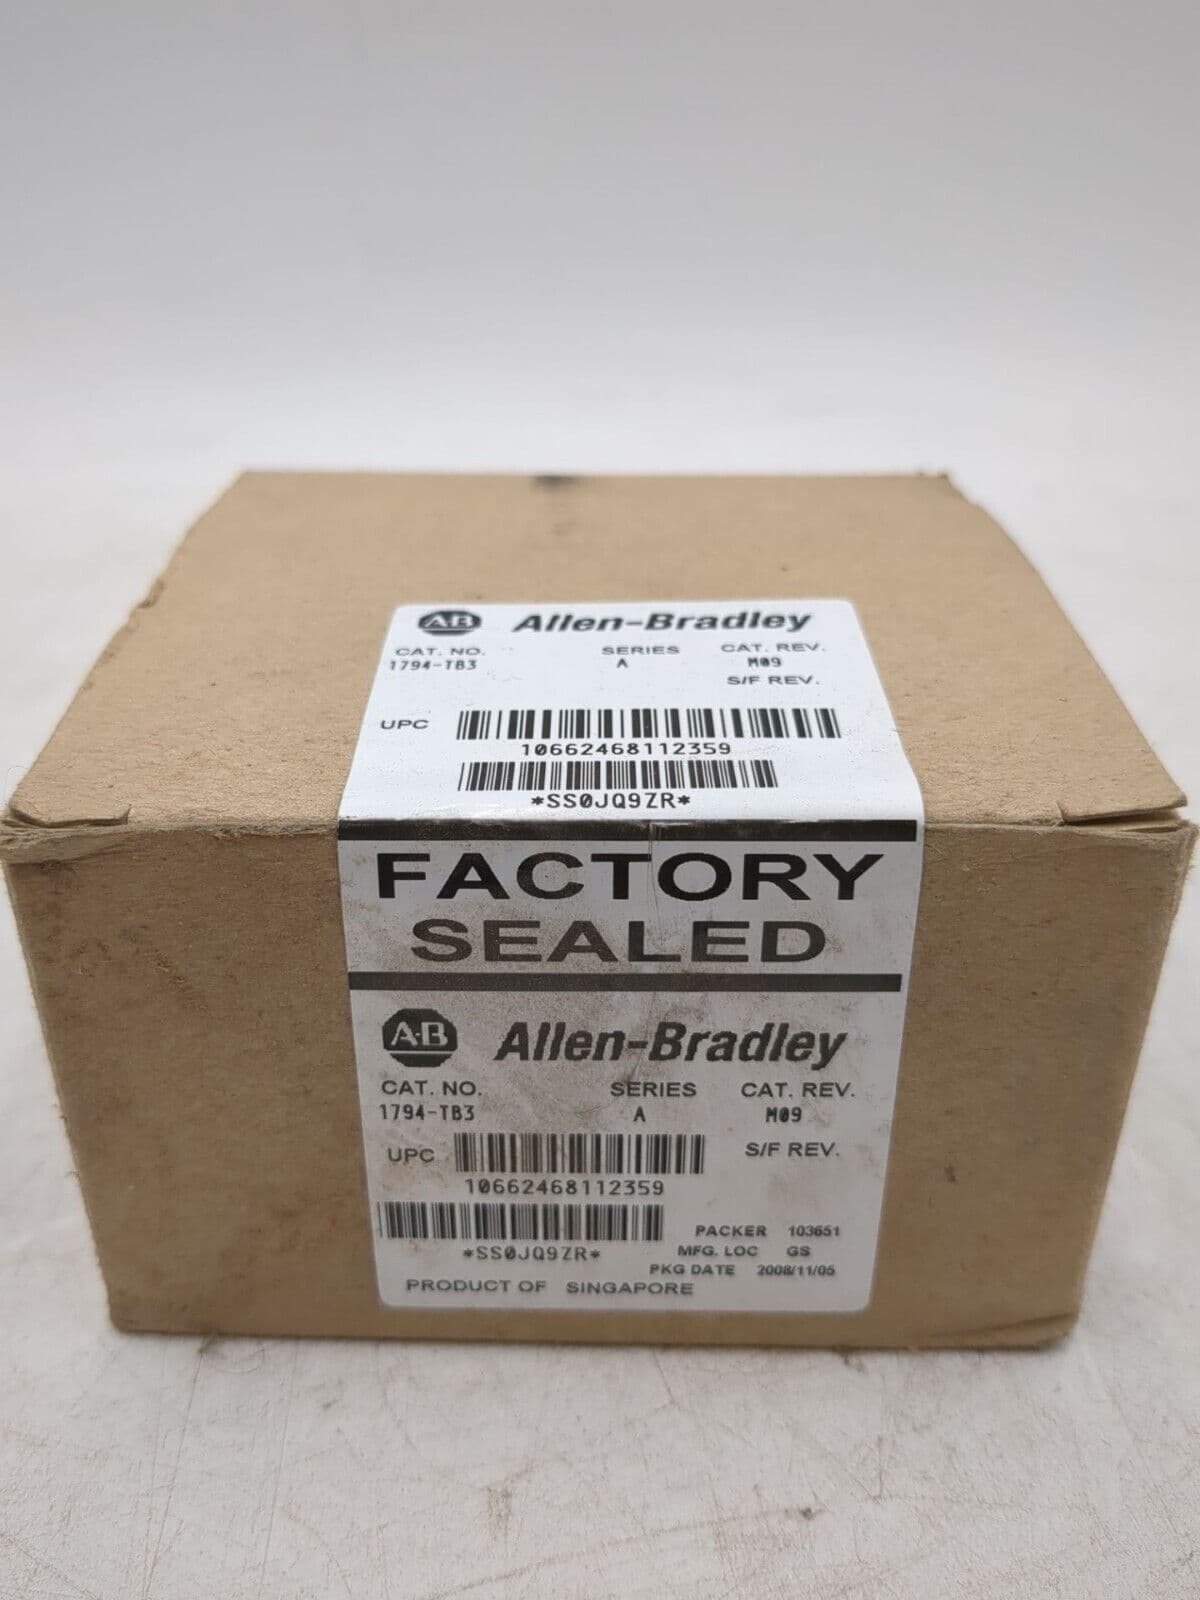 A-B Allen-Bradley
CAT. NO. SERIES CAT. REV.
1794-TB3 A M09
S/F REV.
UPC
10662468112359
*SS0JQ9ZR*
FACTORY
SEALED
A-B Allen-Bradley
CAT. NO. SERIES CAT. REV.
1794-TB3 A M09
UPC S/F REV.
10662468112359
PACKER 103651
*SS0JQ9ZR* MFG. LOC GS
PKG DATE 2008/11/05
PRODUCT OF SINGAPORE